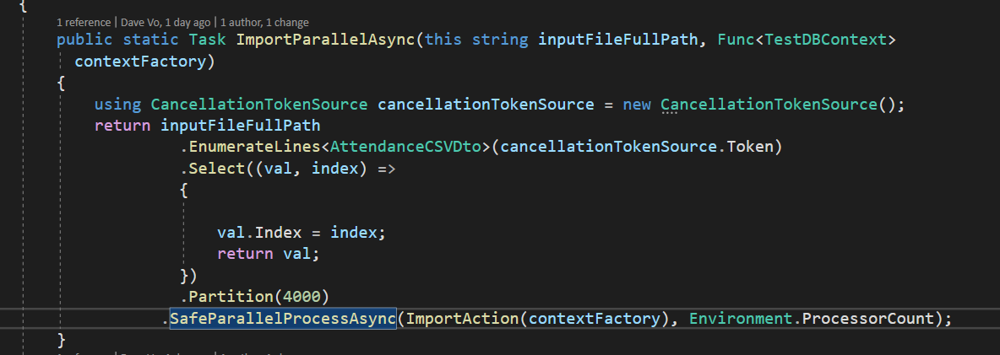 {
1 reference | Dave Vo, 1 day ago | 1 author, 1 change
public static Task ImportParallelAsync(this string inputFileFullPath, Func<TestDBContext>
contextFactory)
{
using CancellationTokenSource cancellationTokenSource = new CancellationTokenSource();
return inputFileFullPath
.EnumerateLines<AttendanceCSVDto>(cancellationTokenSource.Token)
.Select((val, index) =>
{
val.Index = index;
return val;
})
.Partition(4000)
.SafeParallelProcessAsync(ImportAction(contextFactory), Environment.ProcessorCount);
}